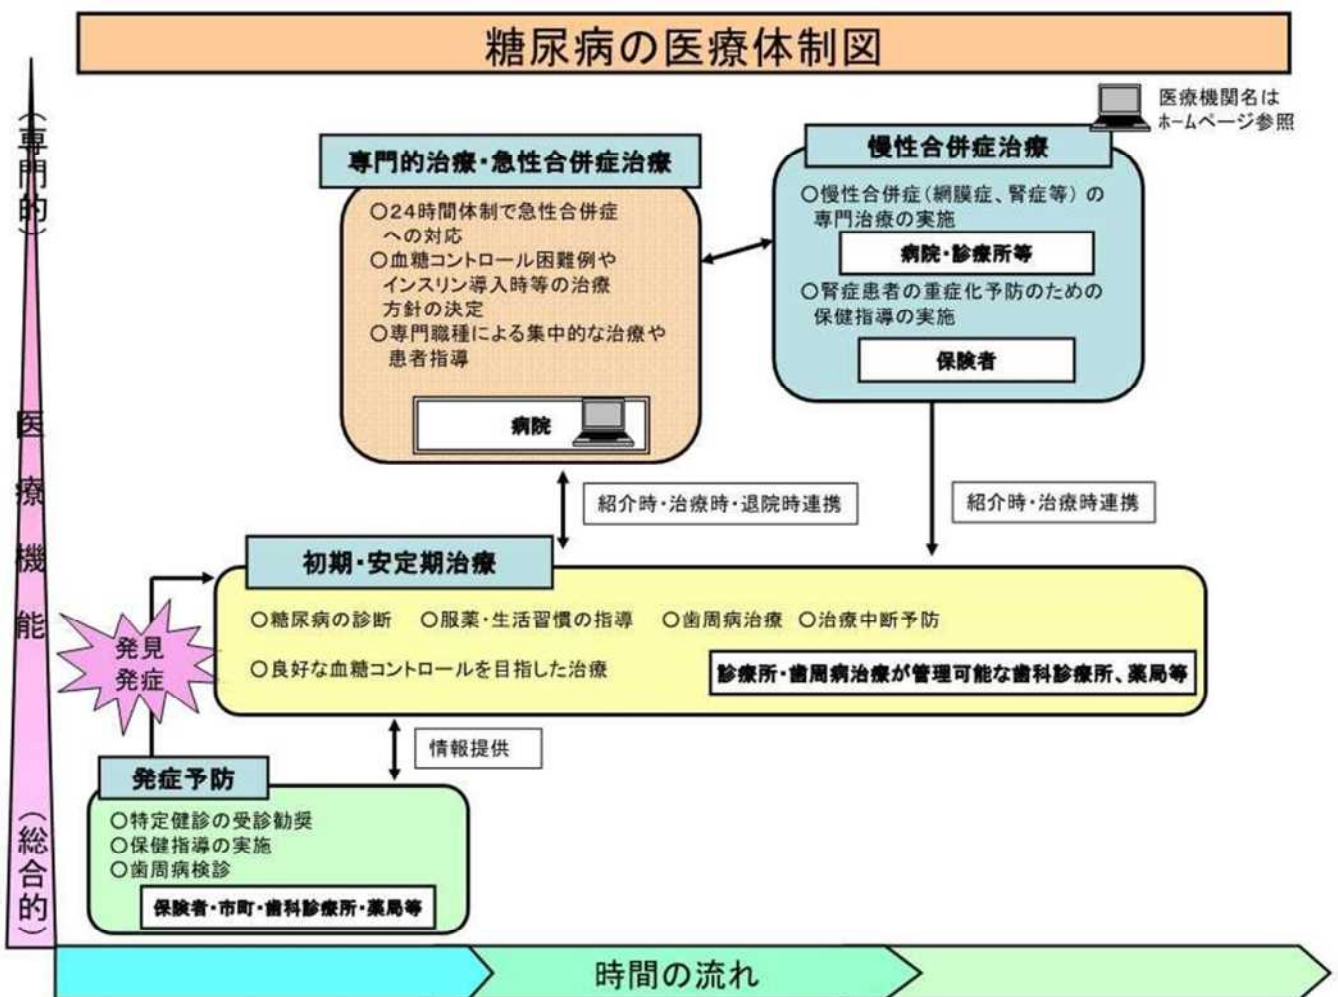 糖尿病の医療体制図
医療機関名は
ホームページ参照
(専門的)
医療機能
(総合的)
専門的治療・急性合併症治療
○24時間体制で急性合併症
への対応
○血糖コントロール困難例や
インスリン導入時等の治療
方針の決定
○専門職種による集中的な治療や
患者指導
病院
慢性合併症治療
○慢性合併症(網膜症、腎症等)の
専門治療の実施
病院・診療所等
○腎症患者の重症化予防のための
保健指導の実施
保険者
紹介時・治療時・退院時連携
紹介時・治療時連携
初期・安定期治療
○糖尿病の診断 ○服薬・生活習慣の指導 ○歯周病治療 ○治療中断予防
○良好な血糖コントロールを目指した治療
診療所・歯周病治療が管理可能な歯科診療所、薬局等
発見
発症
情報提供
発症予防
○特定健診の受診勧奨
○保健指導の実施
○歯周病検診
保険者・市町・歯科診療所・薬局等
時間の流れ